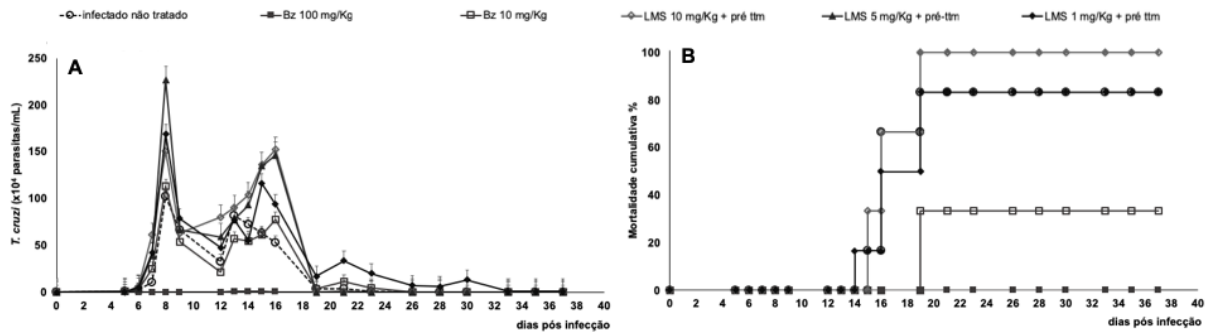 infectado não tratado Bz 100 mg/Kg Bz 10 mg/Kg LMS 10 mg/Kg + pré ttm LMS 5 mg/Kg + pré-ttm LMS 1 mg/Kg + pré ttm
A
T. cruzi (x10⁴ parasitas/mL)
250
200
150
100
50
0
0 2 4 6 8 10 12 14 16 18 20 22 24 26 28 30 32 34 36 38 40
dias pós infecção
B
Mortalidade cumulativa %
100
80
60
40
20
0
0 2 4 6 8 10 12 14 16 18 20 22 24 26 28 30 32 34 36 38 40
dias pós infecção